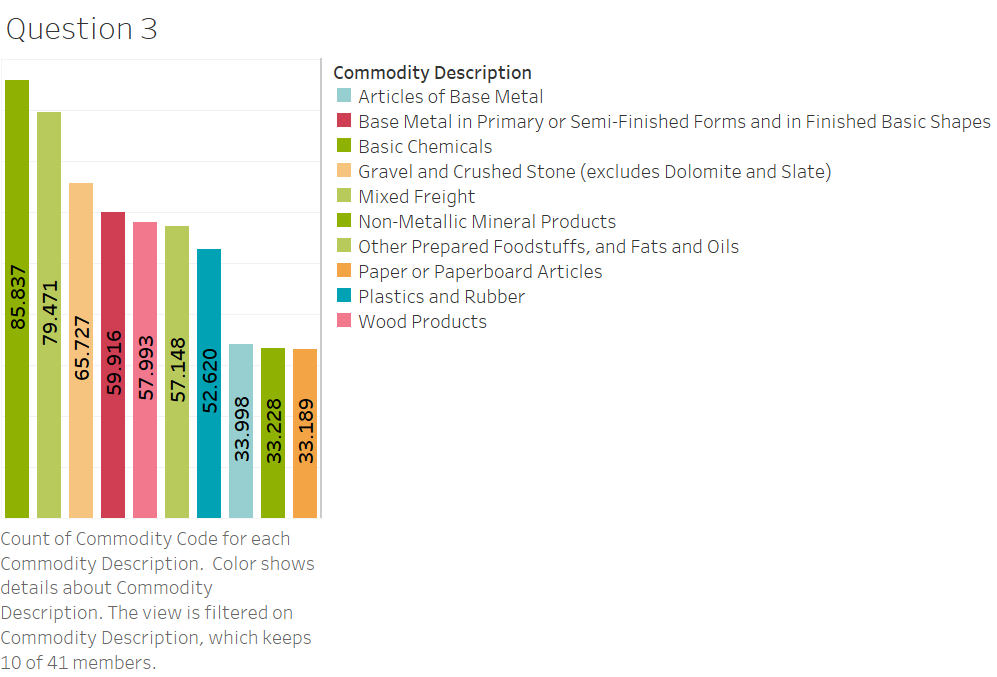 Question 3
85.837
79.471
65.727
59.916
57.993
57.148
52.620
33.998
33.228
33.189
Commodity Description
Articles of Base Metal
Base Metal in Primary or Semi-Finished Forms and in Finished Basic Shapes
Basic Chemicals
Gravel and Crushed Stone (excludes Dolomite and Slate)
Mixed Freight
Non-Metallic Mineral Products
Other Prepared Foodstuffs, and Fats and Oils
Paper or Paperboard Articles
Plastics and Rubber
Wood Products
Count of Commodity Code for each
Commodity Description.  Color shows
details about Commodity
Description. The view is filtered on
Commodity Description, which keeps
10 of 41 members.